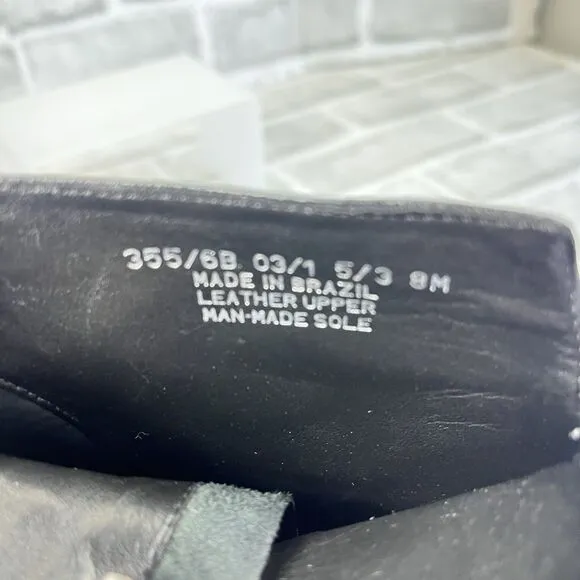 355/6B 03/1 5/3 8M
MADE IN BRAZIL
LEATHER UPPER
MAN-MADE SOLE